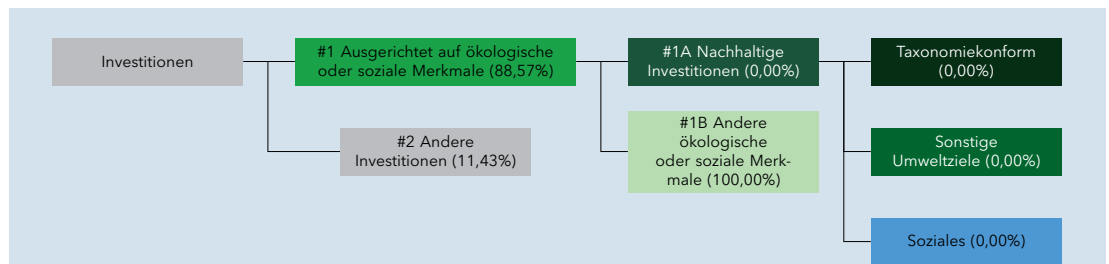 Investitionen
#1 Ausgerichtet auf ökologische
oder soziale Merkmale (88,57%)
#1A Nachhaltige
Investitionen (0,00%)
Taxonomiekonform
(0,00%)
#2 Andere
Investitionen (11,43%)
#1B Andere
ökologische
oder soziale Merk-
male (100,00%)
Sonstige
Umweltziele (0,00%)
Soziales (0,00%)